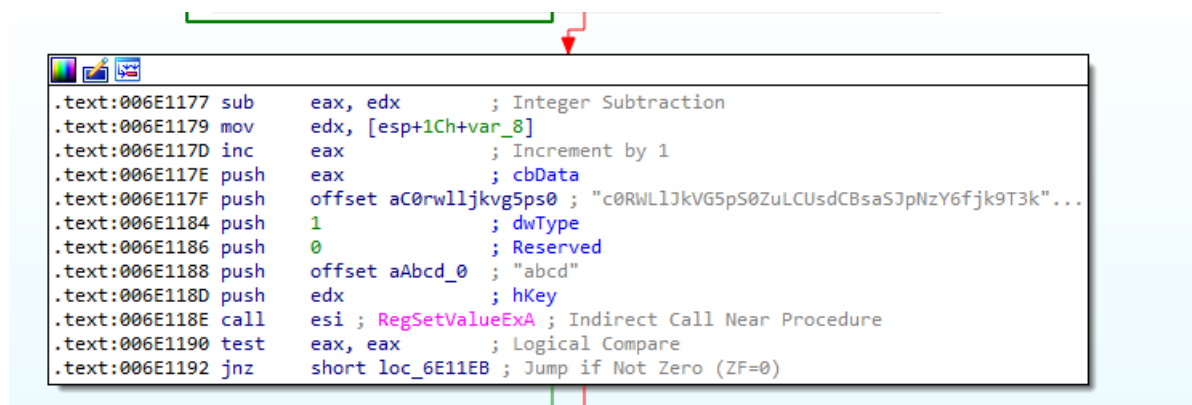 .text:006E1177 sub eax, edx ; Integer Subtraction
.text:006E1179 mov edx, [esp+1Ch+var_8]
.text:006E117D inc eax ; Increment by 1
.text:006E117E push eax ; cbData
.text:006E117F push offset aC0rwlljkvg5ps0 ; "c0RWLlJkVG5pS0ZuLCUsdCBsaSJpNzY6fjk9T3k"...
.text:006E1184 push 1 ; dwType
.text:006E1186 push 0 ; Reserved
.text:006E1188 push offset aAbcd_0 ; "abcd"
.text:006E118D push edx ; hKey
.text:006E118E call esi ; RegSetValueExA ; Indirect Call Near Procedure
.text:006E1190 test eax, eax ; Logical Compare
.text:006E1192 jnz short loc_6E11EB ; Jump if Not Zero (ZF=0)